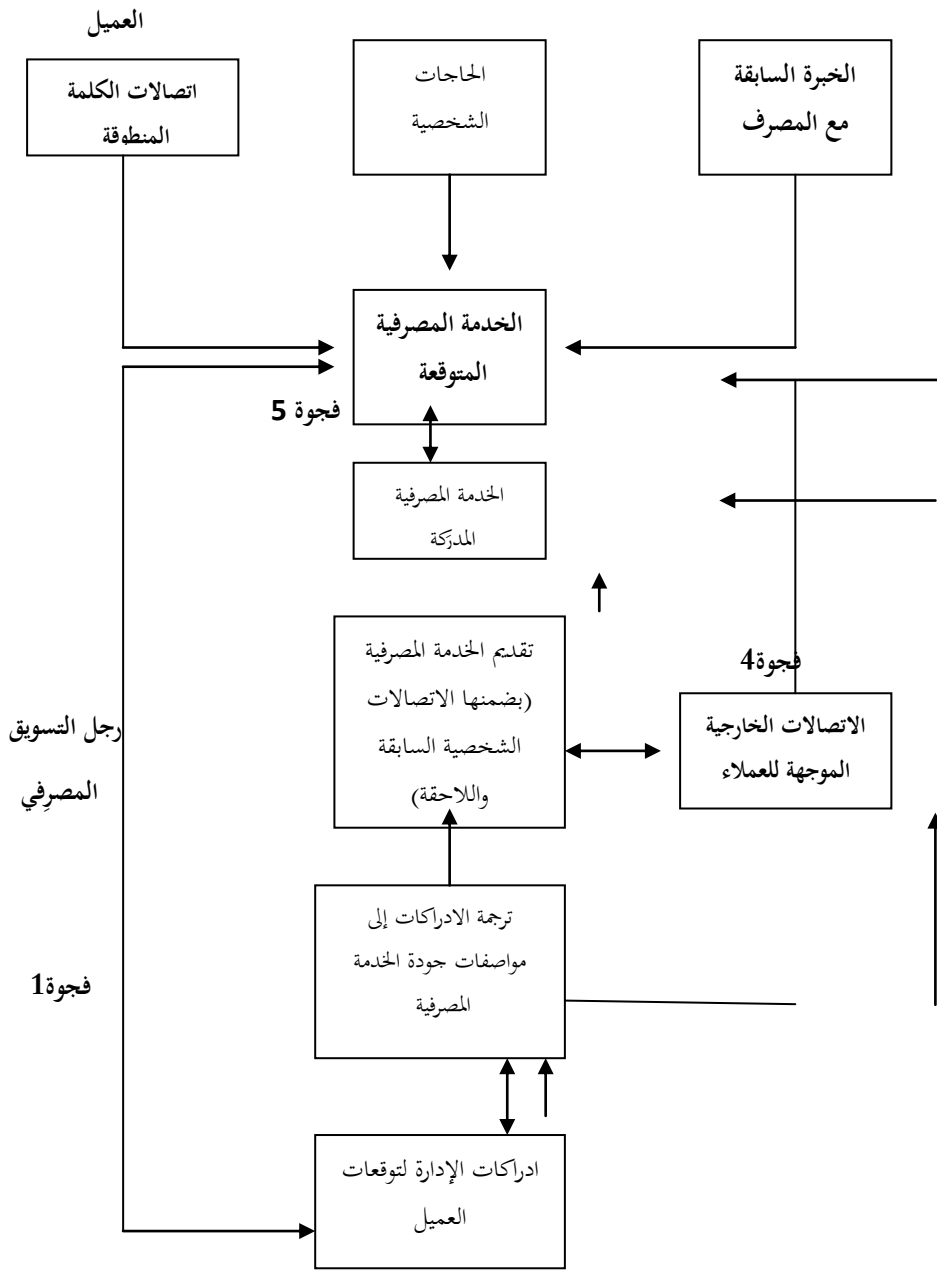 العميل
اتصالات الكلمة
المنطوقة
الحاجات
الشخصية
الخبرة السابقة
مع المصرف
الخدمة المصرفية
المتوقعة
فجوة 5
الخدمة المصرفية
المدركة
تقديم الخدمة المصرفية
(بضمنها الاتصالات
الشخصية السابقة
واللاحقة)
فجوة4
الاتصالات الخارجية
الموجهة للعملاء
رجل التسويق
المصرِفي
ترجمة الادراكات إلى
مواصفات جودة الخدمة
المصرفية
فجوة1
ادراكات الإدارة لتوقعات
العميل